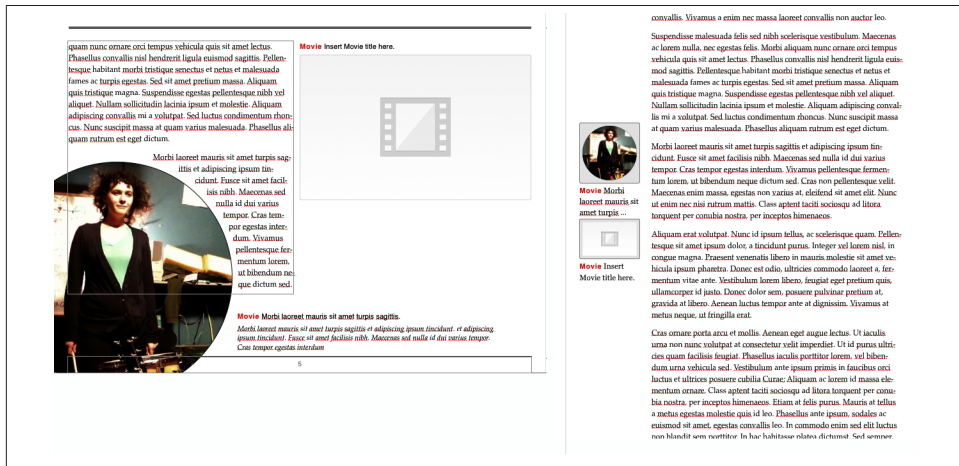 quam nunc ornare orci tempus vehicula quis sit amet lectus.
Phasellus convallis nisl hendrerit ligula euismod sagittis. Pellen-
tesque habitant morbi tristique senectus et netus et malesuada
fames ac turpis egestas. Sed sit amet pretium massa. Aliquam
quis tristique magna. Suspendisse egestas pellentesque nibh vel
aliquet. Nullam sollicitudin lacinia ipsum et molestie. Aliquam
adipiscing convallis mi a volutpat. Sed luctus condimentum rhon-
cus. Nunc suscipit massa at quam varius malesuada. Phasellus ali-
quam rutrum est eget dictum.
Morbi laoreet mauris sit amet turpis sag-
ittis et adipiscing ipsum tin-
cidunt. Fusce sit amet facil-
isis nibh. Maecenas sed
nulla id dui varius
tempor. Cras tem-
por egestas inter-
dum. Vivamus
pellentesque fer-
mentum lorem,
ut bibendum ne-
que dictum sed.
Movie Insert Movie title here.
Movie Morbi laoreet mauris sit amet turpis sagittis.
Morbi laoreet mauris sit amet turpis sagittis et adipiscing ipsum tincidunt. et adipiscing
ipsum tincidunt. Fusce sit amet facilisis nibh. Maecenas sed nulla id dui varius tempor.
Cras tempor egestas interdum
5
Movie Morbi
laoreet mauris sit
amet turpis ...
Movie Insert
Movie title here.
convallis. Vivamus a enim nec massa laoreet convallis non auctor leo.
Suspendisse malesuada felis sed nibh scelerisque vestibulum. Maecenas
ac lorem nulla, nec egestas felis. Morbi aliquam nunc ornare orci tempus
vehicula quis sit amet lectus. Phasellus convallis nisl hendrerit ligula euis-
mod sagittis. Pellentesque habitant morbi tristique senectus et netus et
malesuada fames ac turpis egestas. Sed sit amet pretium massa. Aliquam
quis tristique magna. Suspendisse egestas pellentesque nibh vel aliquet.
Nullam sollicitudin lacinia ipsum et molestie. Aliquam adipiscing conval-
lis mi a volutpat. Sed luctus condimentum rhoncus. Nunc suscipit massa
at quam varius malesuada. Phasellus aliquam rutrum est eget dictum.
Morbi laoreet mauris sit amet turpis sagittis et adipiscing ipsum tin-
cidunt. Fusce sit amet facilisis nibh. Maecenas sed nulla id dui varius
tempor. Cras tempor egestas interdum. Vivamus pellentesque fermen-
tum lorem, ut bibendum neque dictum sed. Cras non pellentesque velit.
Maecenas enim massa, egestas non varius at, eleifend sit amet elit. Nunc
ut enim nec nisi rutrum mattis. Class aptent taciti sociosqu ad litora
torquent per conubia nostra, per inceptos himenaeos.
Aliquam erat volutpat. Nunc id ipsum tellus, ac scelerisque quam. Pellen-
tesque sit amet ipsum dolor, a tincidunt purus. Integer vel lorem nisl, in
congue magna. Praesent venenatis libero in mauris molestie sit amet ve-
hicula ipsum pharetra. Donec est odio, ultricies commodo laoreet a, fer-
mentum vitae ante. Vestibulum lorem libero, feugiat eget pretium quis,
ullamcorper id justo. Donec dolor sem, posuere pulvinar pretium at,
gravida at libero. Aenean luctus tempor ante at dignissim. Vivamus at
metus neque, ut fringilla erat.
Cras ornare porta arcu et mollis. Aenean eget augue lectus. Ut iaculis
urna non nunc volutpat at consectetur velit imperdiet. Ut id purus ultri-
cies quam facilisis feugiat. Phasellus iaculis porttitor lorem, vel biben-
dum urna vehicula sed. Vestibulum ante ipsum primis in faucibus orci
luctus et ultrices posuere cubilia Curae; Aliquam ac lorem id massa ele-
mentum ornare. Class aptent taciti sociosqu ad litora torquent per conu-
bia nostra, per inceptos himenaeos. Etiam at felis purus. Mauris at tellus
a metus egestas molestie quis id leo. Phasellus ante ipsum, sodales ac
euismod sit amet, egestas convallis leo. In commodo enim sed elit luctus
non blandit sem porttitor. In hac habitasse platea dictumst. Sed semper,